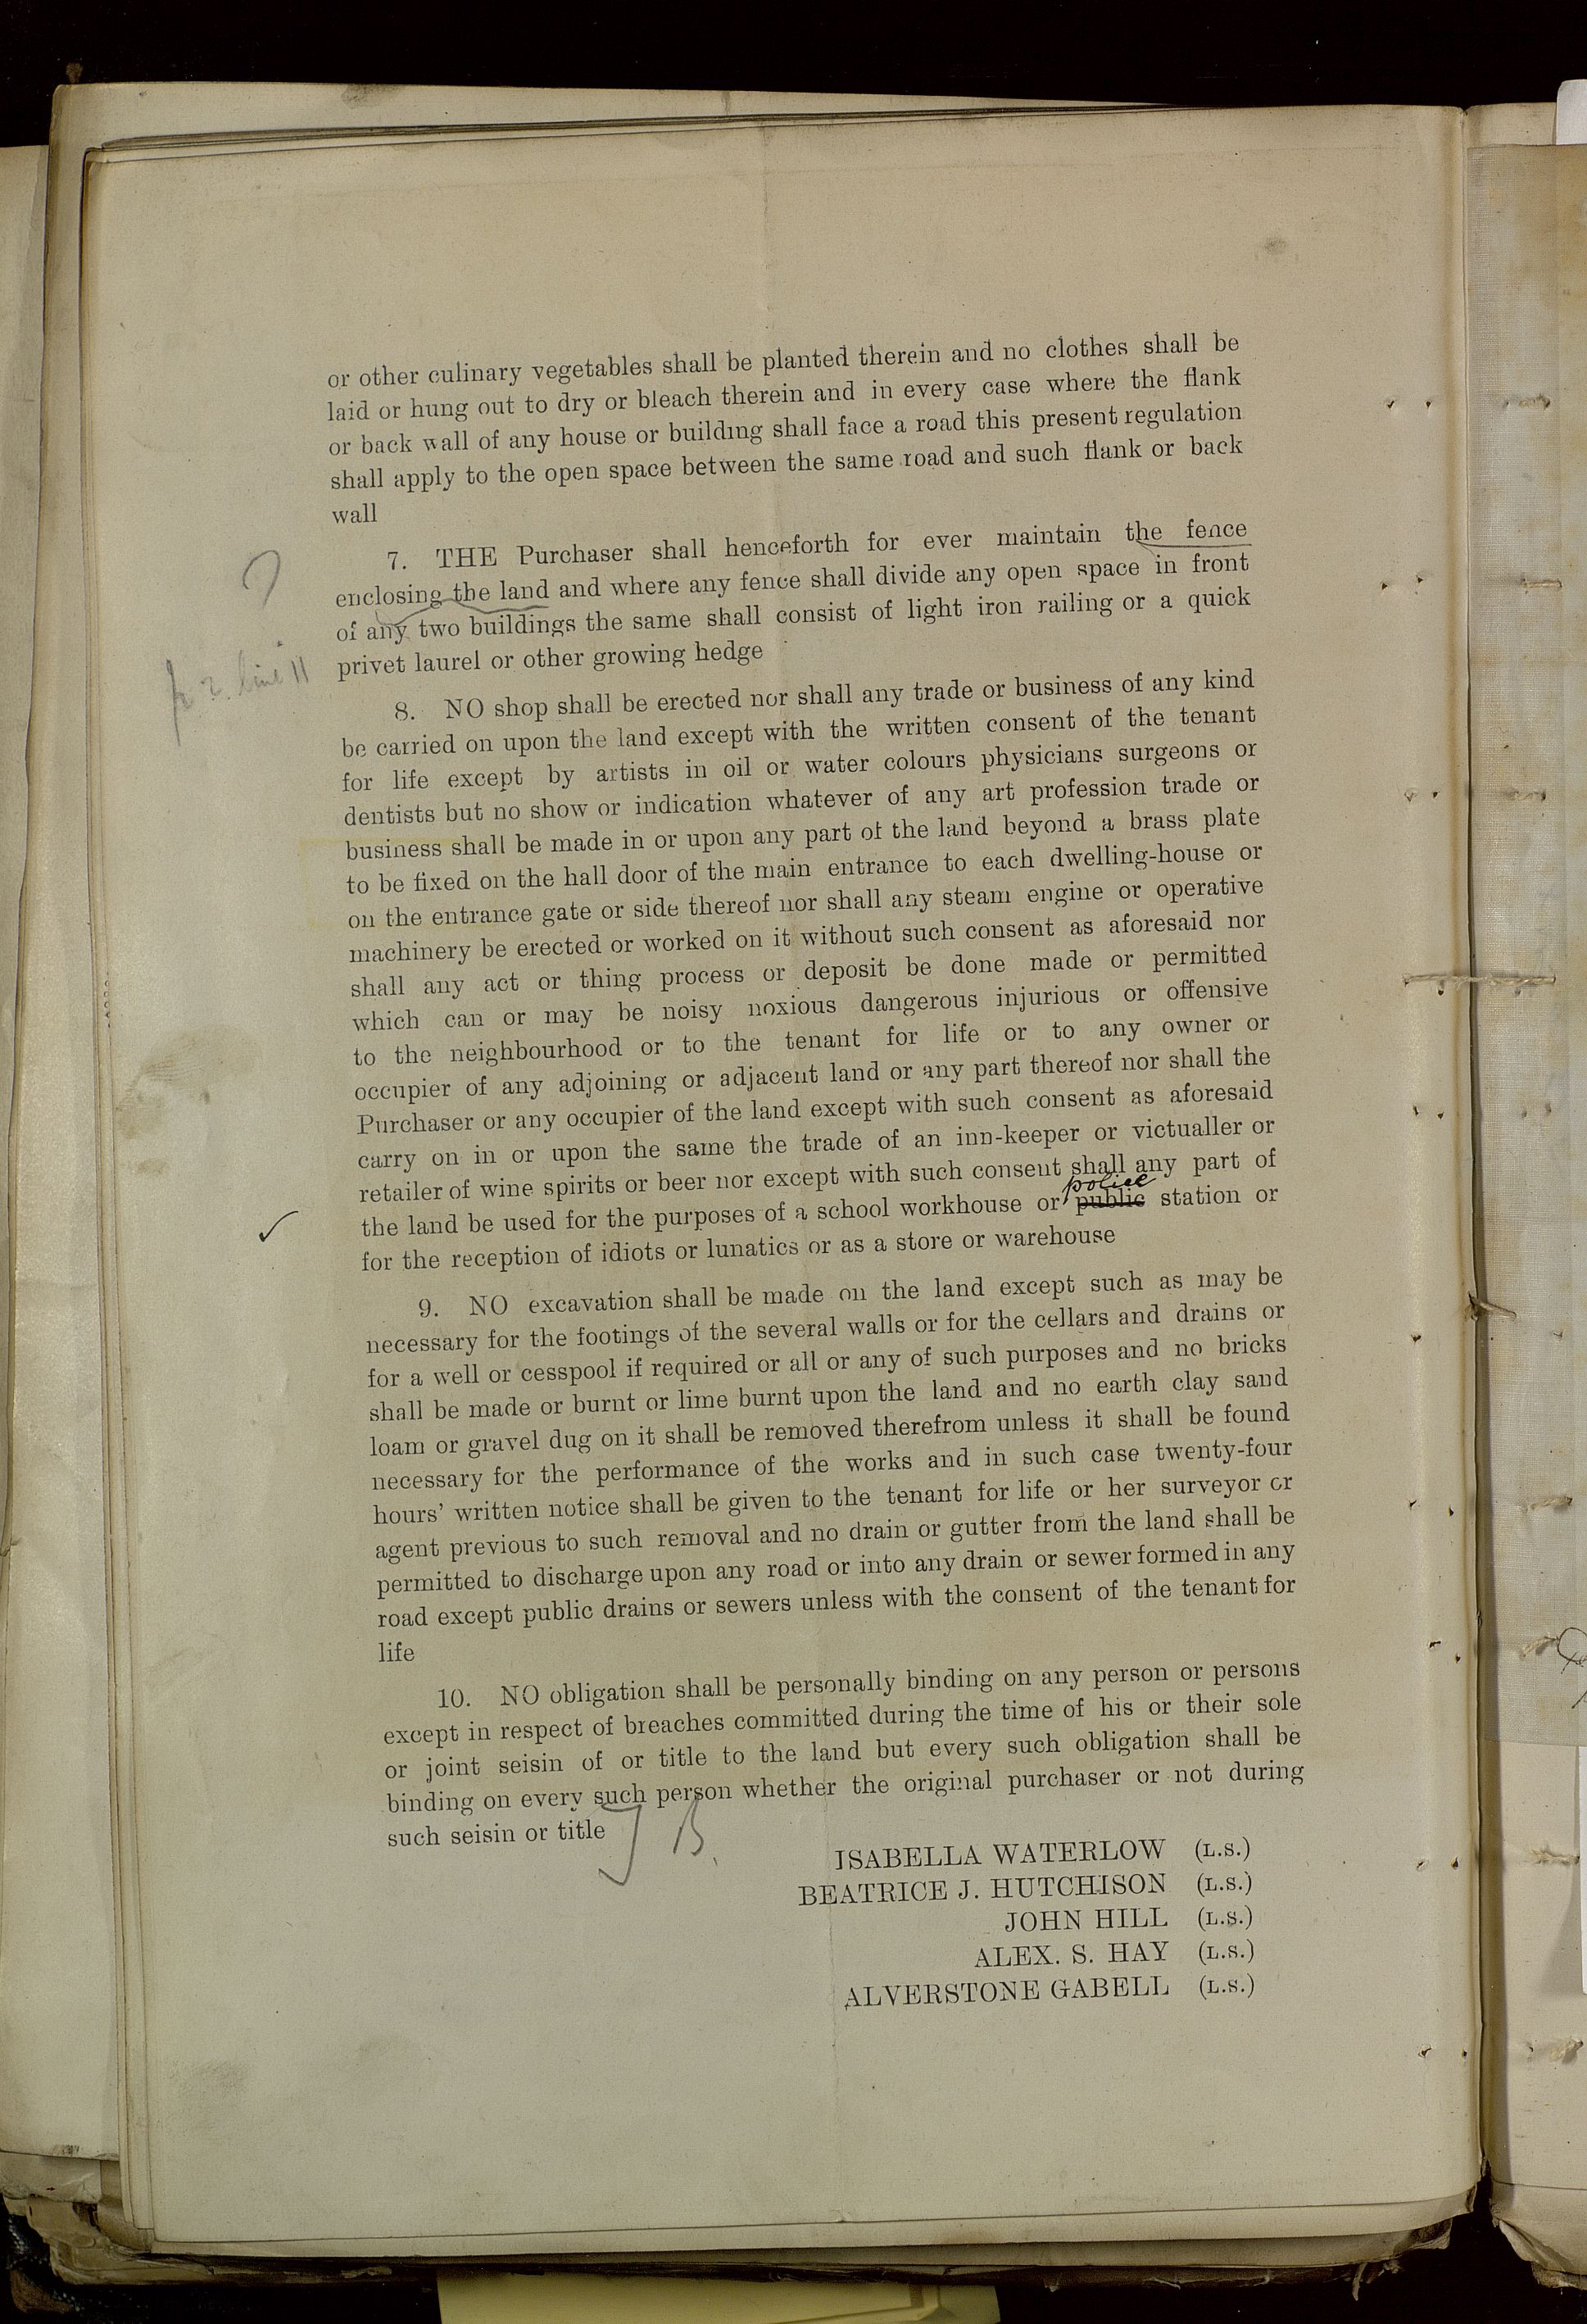 or other culinary vegetables shall be planted therein and no clothes shall be
laid or hung out to dry or bleach therein and in every case where the flank
or back wall of any house or building shall face a road this present regulation
shall apply to the open space between the same road and such flank or back
wall
7. THE Purchaser shall henceforth for ever maintain the fence
?
enclosing the land and where any fence shall divide any open space in front
of any two buildings the same shall consist of light iron railing or a quick
privet laurel or other growing hedge
p. 2. line 11
8. NO shop shall be erected nor shall any trade or business of any kind
be carried on upon the land except with the written consent of the tenant
for life except by artists in oil or water colours physicians surgeons or
dentists but no show or indication whatever of any art profession trade or
business shall be made in or upon any part of the land beyond a brass plate
to be fixed on the hall door of the main entrance to each dwelling-house or
on the entrance gate or side thereof nor shall any steam engine or operative
machinery be erected or worked on it without such consent as aforesaid nor
shall any act or thing process or deposit be done made or permitted
which can or may be noisy noxious dangerous injurious or offensive
to the neighbourhood or to the tenant for life or to any owner or
occupier of any adjoining or adjacent land or any part thereof nor shall the
Purchaser or any occupier of the land except with such consent as aforesaid
carry on in or upon the same the trade of an inn-keeper or victualler or
retailer of wine spirits or beer nor except with such consent shall any part of
police
the land be used for the purposes of a school workhouse or public station or
for the reception of idiots or lunatics or as a store or warehouse
9. NO excavation shall be made on the land except such as may be
necessary for the footings of the several walls or for the cellars and drains or
for a well or cesspool if required or all or any of such purposes and no bricks
shall be made or burnt or lime burnt upon the land and no earth clay sand
loam or gravel dug on it shall be removed therefrom unless it shall be found
necessary for the performance of the works and in such case twenty-four
hours' written notice shall be given to the tenant for life or her surveyor or
agent previous to such removal and no drain or gutter from the land shall be
permitted to discharge upon any road or into any drain or sewer formed in any
road except public drains or sewers unless with the consent of the tenant for
life
10. NO obligation shall be personally binding on any person or persons
except in respect of breaches committed during the time of his or their sole
or joint seisin of or title to the land but every such obligation shall be
binding on every such person whether the original purchaser or not during
such seisin or title
J B.
ISABELLA WATERLOW (L.S.)
BEATRICE J. HUTCHISON (L.S.)
JOHN HILL (L.S.)
ALEX. S. HAY (L.S.)
ALVERSTONE GABELL (L.S.)